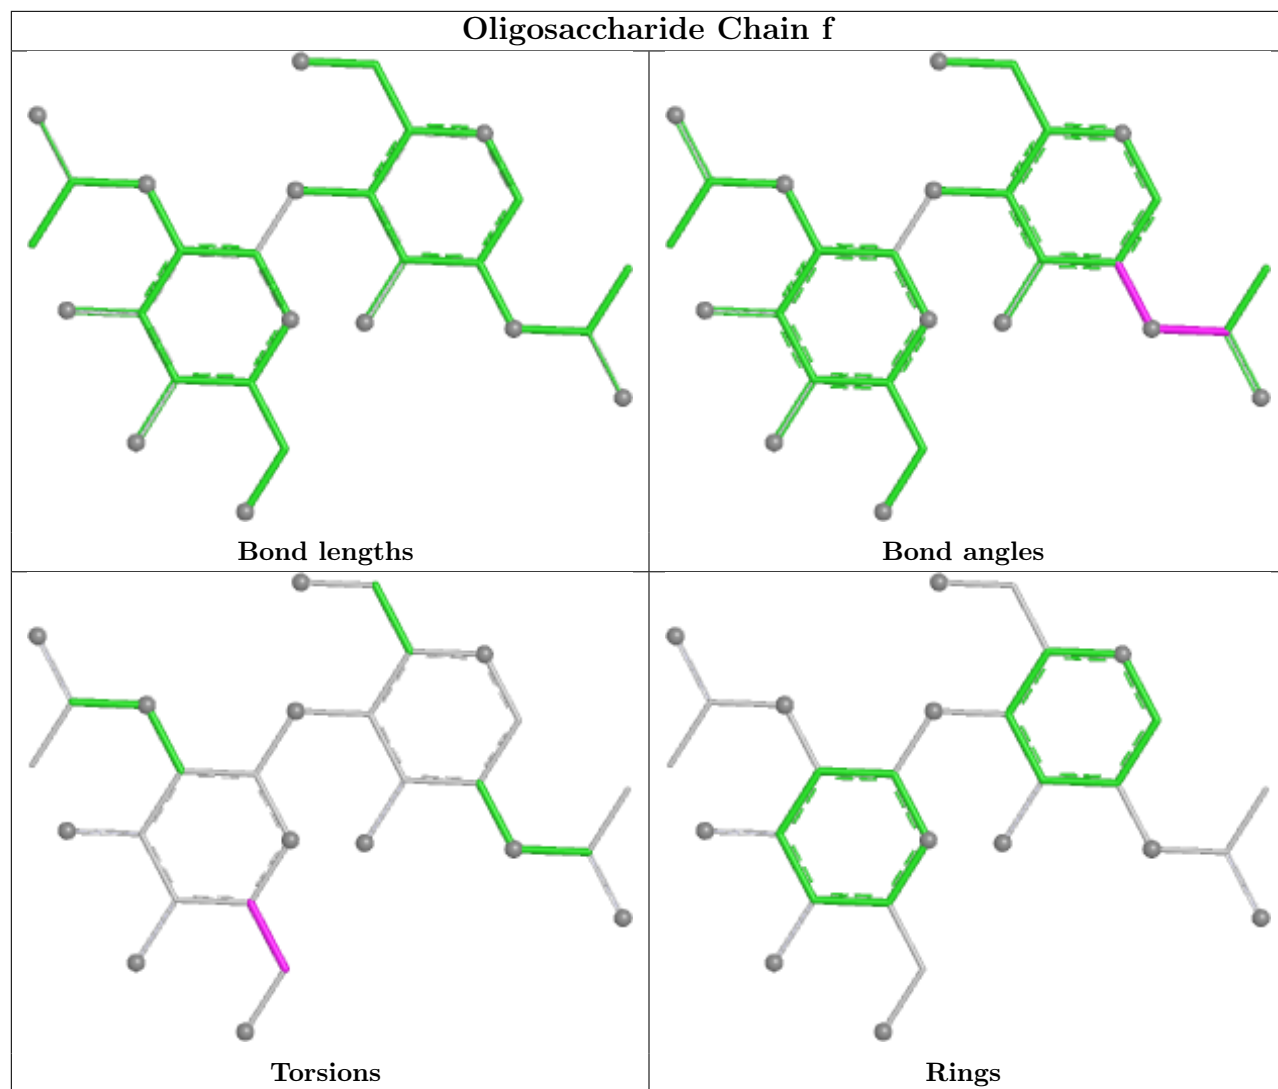 Oligosaccharide Chain f
Bond lengths
Bond angles
Torsions
Rings